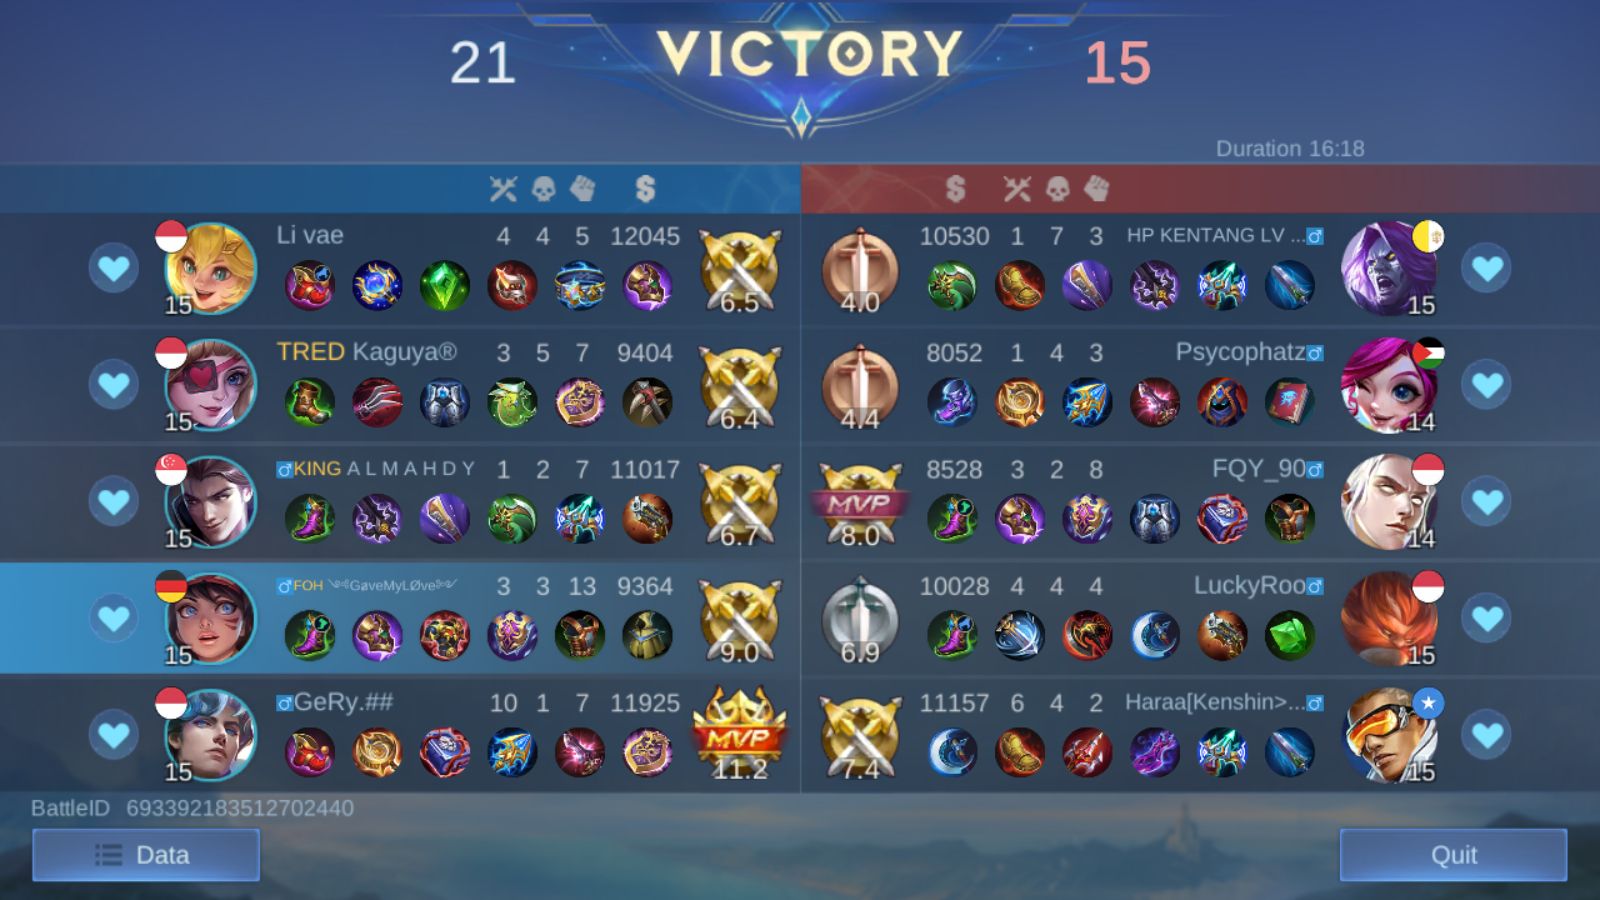 21 VICTORY 15
Duration 16:18
Li vae 4 4 5 12045
15 6.5
10530 1 7 3 HP KENTANG LV ...
4.0 15
TRED Kaguya® 3 5 7 9404
15 6.4
8052 1 4 3 Psycophatz
4.4 14
KING A L M A H D Y 1 2 7 11017
15 6.7
8528 3 2 8 FQY_90
MVP
8.0 14
FOH ༺GaveMyLØve༻ 3 3 13 9364
15 9.0
10028 4 4 4 LuckyRoo
6.9 15
GeRy.## 10 1 7 11925
MVP
15 11.2
11157 6 4 2 Haraa[Kenshin>...
7.4 15
BattleID 693392183512702440
Data
Quit